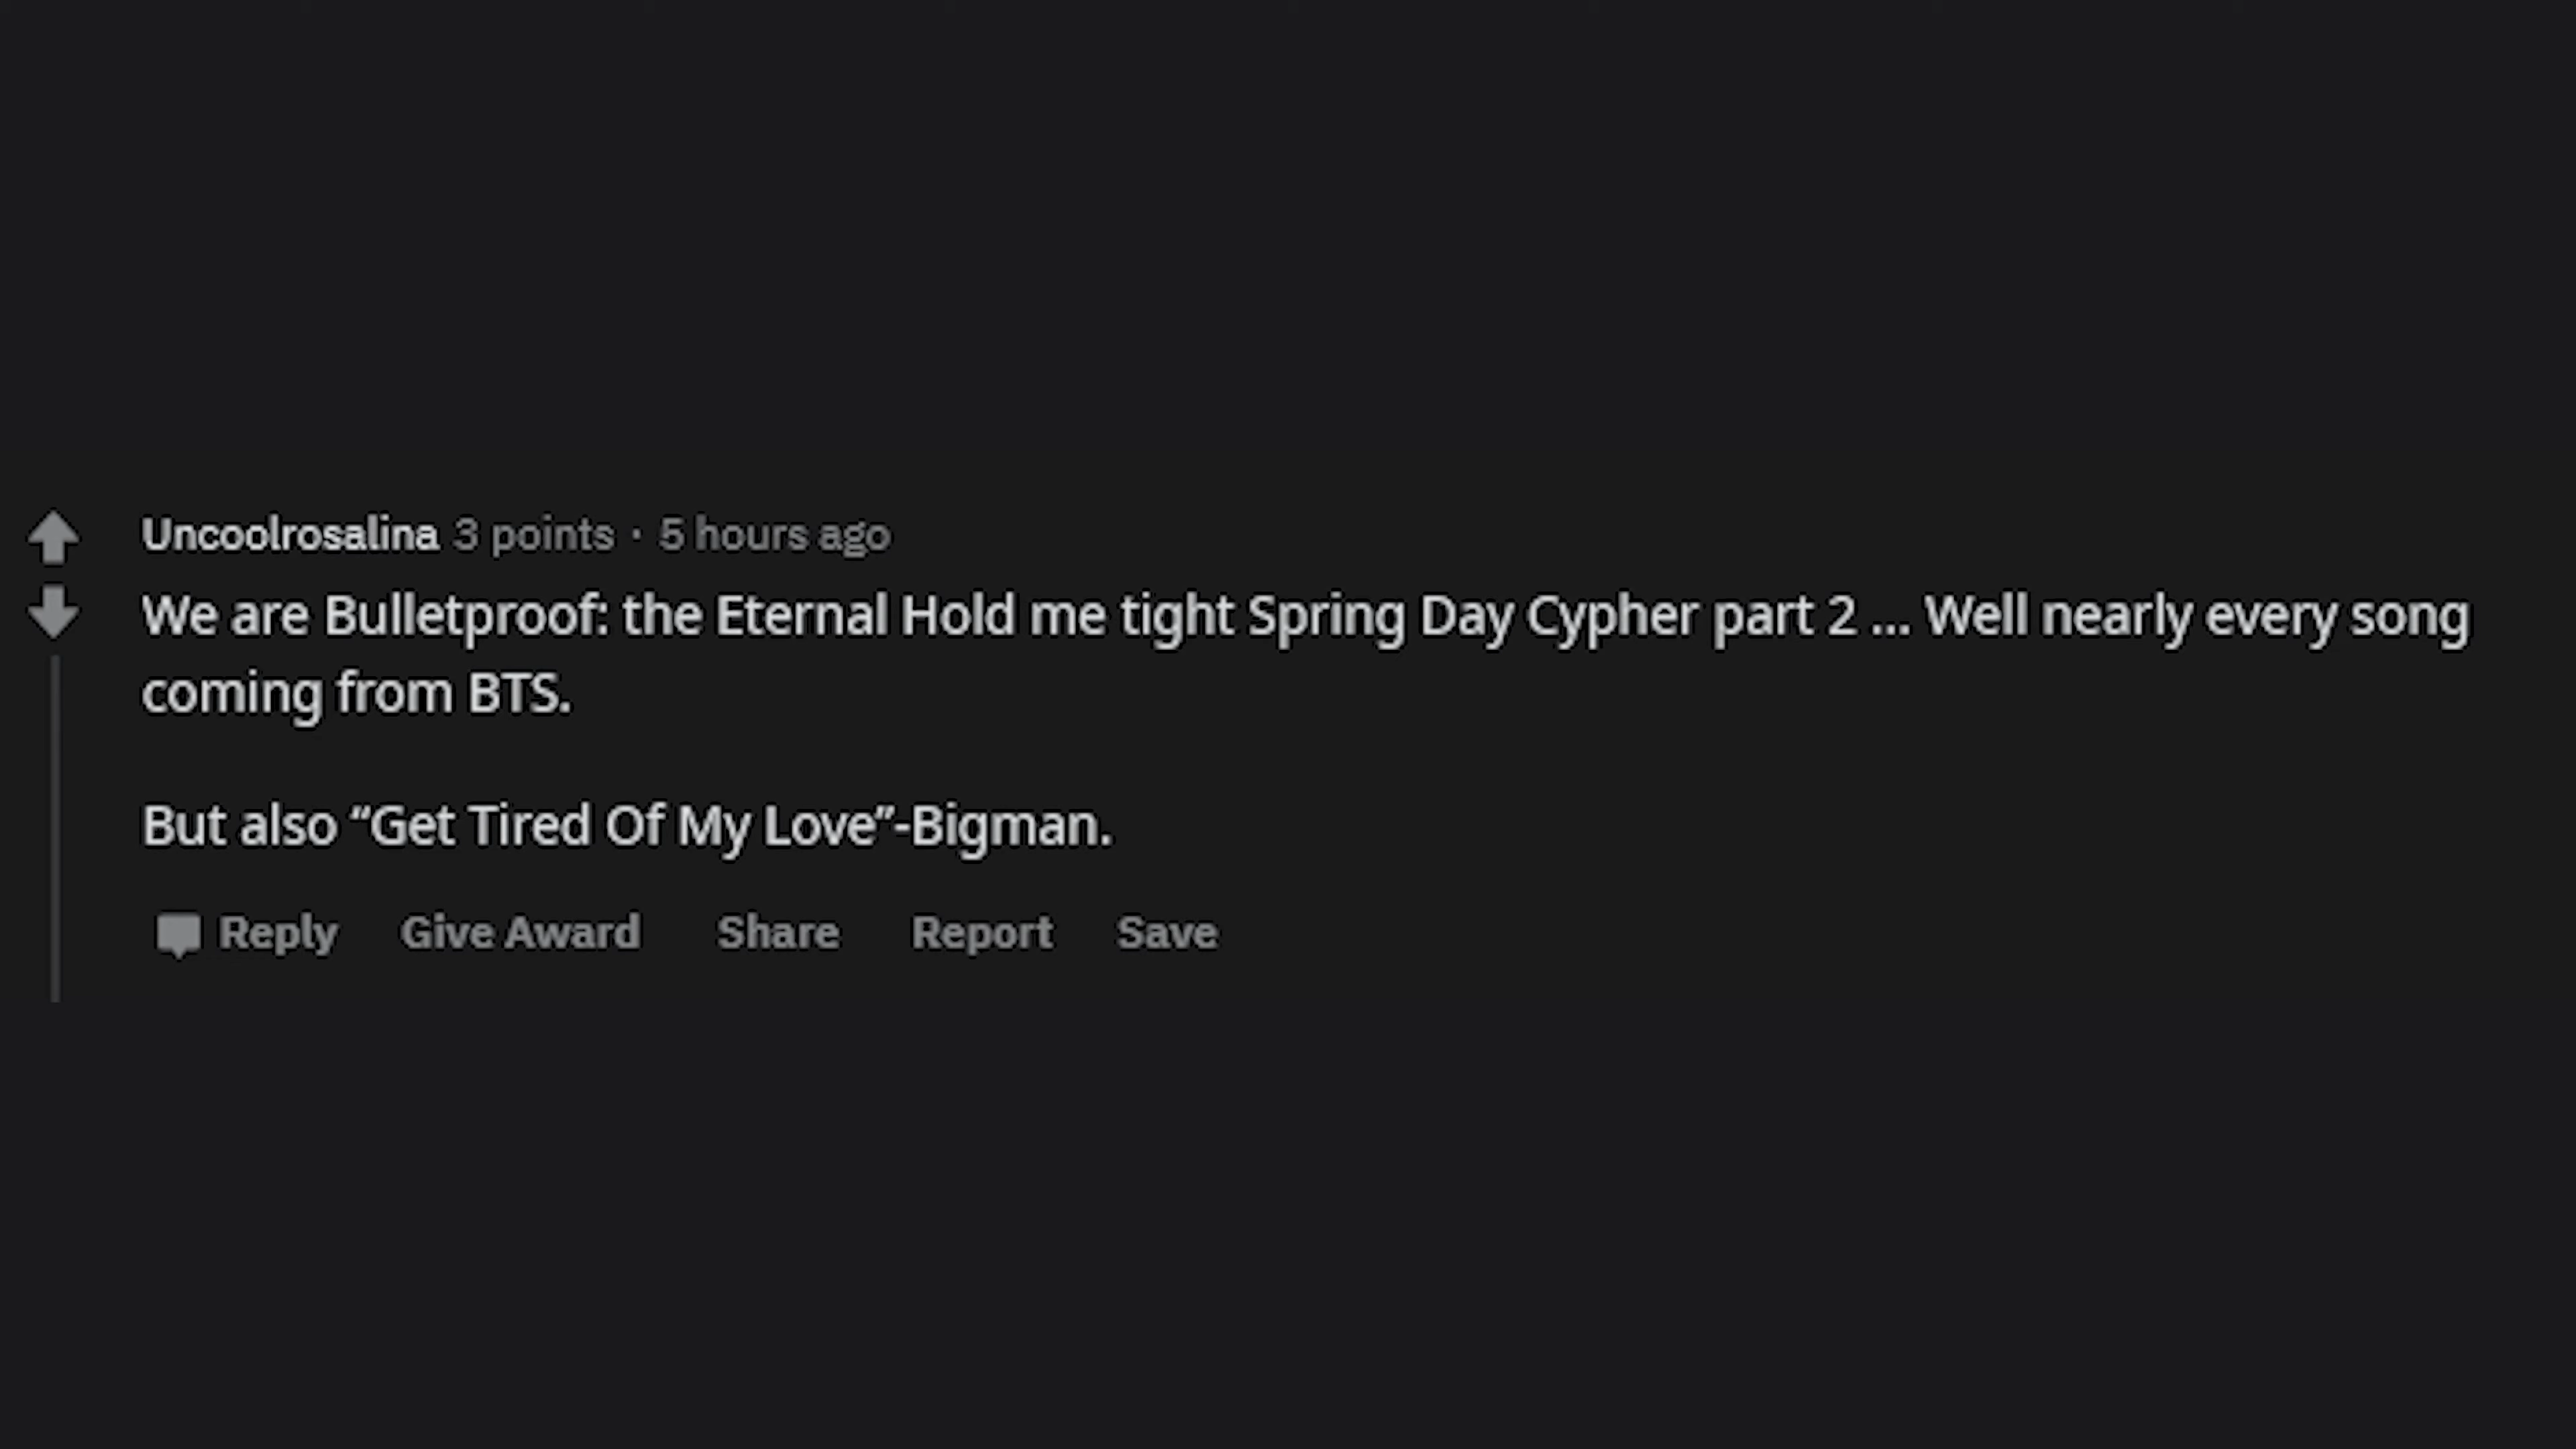 Uncoolrosalina 3 points · 5 hours ago
We are Bulletproof: the Eternal Hold me tight Spring Day Cypher part 2 ... Well nearly every song
coming from BTS.
But also “Get Tired Of My Love”-Bigman.
Reply Give Award Share Report Save